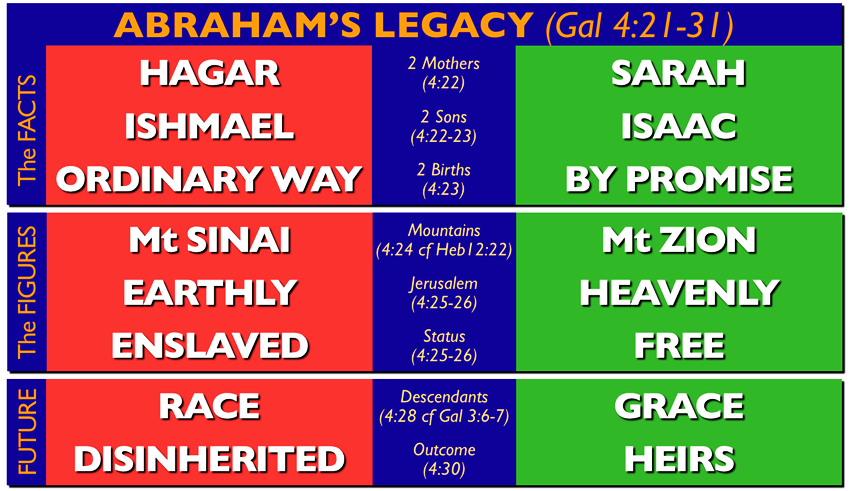 ABRAHAM'S LEGACY (Gal 4:21-31)
The FACTS
HAGAR
2 Mothers
(4:22)
SARAH
ISHMAEL
2 Sons
(4:22-23)
ISAAC
ORDINARY WAY
2 Births
(4:23)
BY PROMISE
The FIGURES
Mt SINAI
Mountains
(4:24 cf Heb12:22)
Mt ZION
EARTHLY
Jerusalem
(4:25-26)
HEAVENLY
ENSLAVED
Status
(4:25-26)
FREE
FUTURE
RACE
Descendants
(4:28 cf Gal 3:6-7)
GRACE
DISINHERITED
Outcome
(4:30)
HEIRS